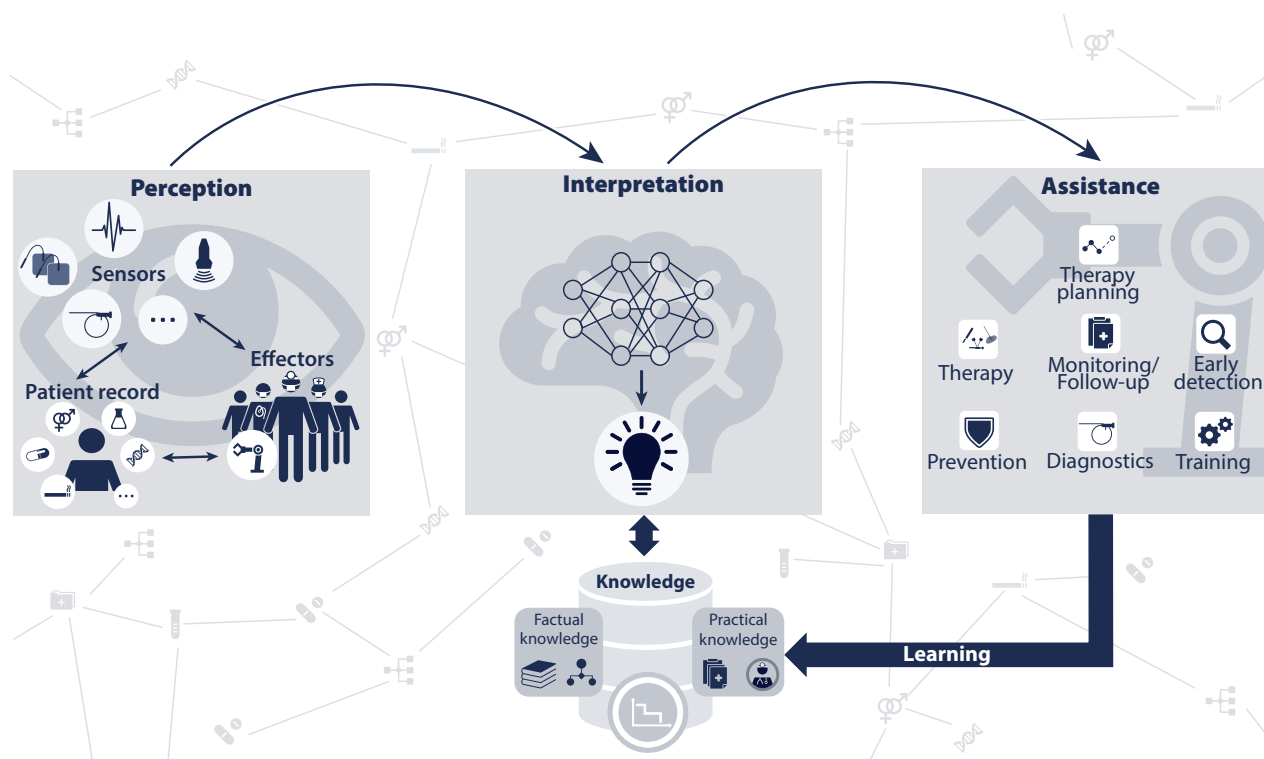 Perception
Sensors
Effectors
Patient record
Interpretation
Assistance
Therapy
planning
Therapy
Monitoring/
Follow-up
Early
detection
Prevention
Diagnostics
Training
Knowledge
Factual
knowledge
Practical
knowledge
Learning